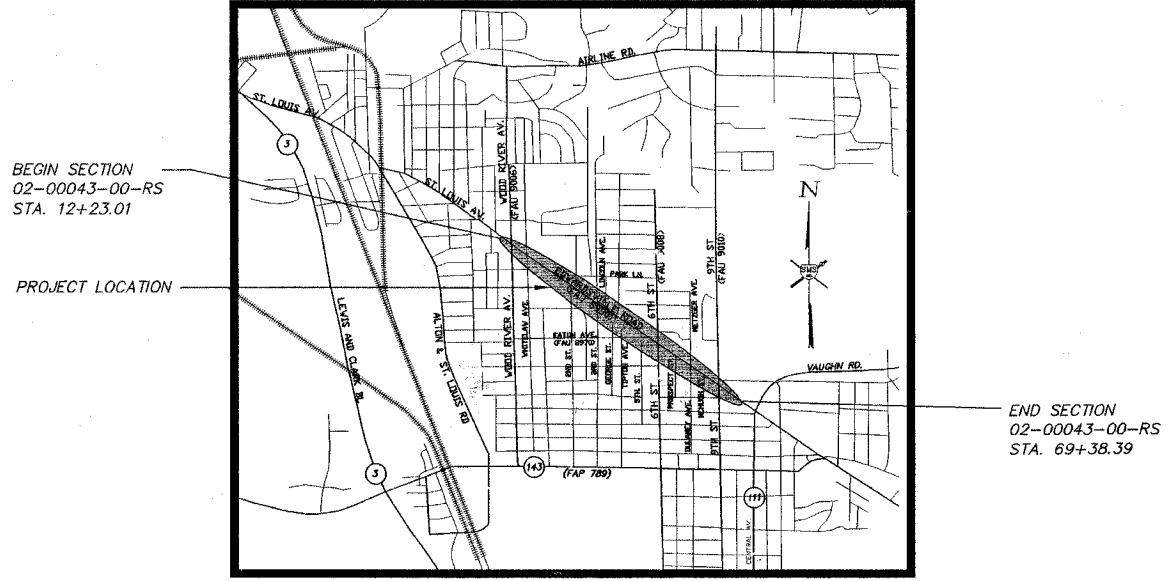 BEGIN SECTION
02-00043-00-RS
STA. 12+23.01
PROJECT LOCATION
END SECTION
02-00043-00-RS
STA. 69+38.39
AIRLINE RD.
ST. LOUIS AV.
3
ST. LOUIS AV.
WOOD RIVER AV.
(FAU 9006)
N
SMS
LINCOLN AVE.
PARK LN.
6TH ST
9TH ST
(FAU 9010)
METZGER AVE.
LEWIS AND CLARK BL
ALTON & ST. LOUIS RD
WOOD RIVER AV.
WHITELAW AVE.
EATON AVE.
(FAU 8970)
2ND ST.
3RD ST.
GEORGE ST.
TIPTON AVE.
5TH ST.
6TH ST
PROSPECT
9TH ST
VAUGHN RD.
3
143
(FAP 789)
111
CENTRAL AV.